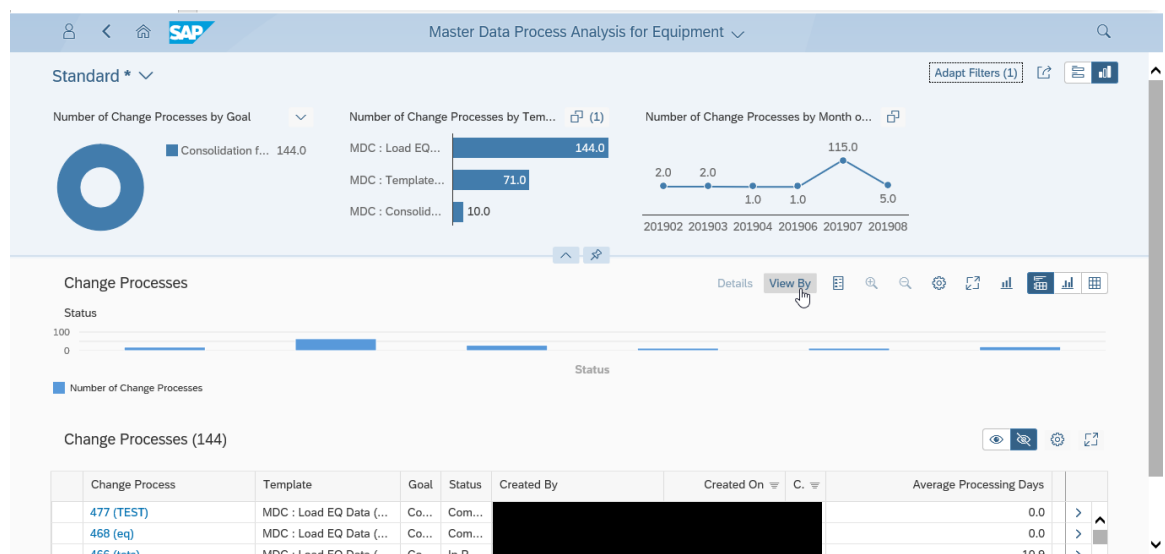 SAP
Master Data Process Analysis for Equipment
Standard *
Adapt Filters (1)
Number of Change Processes by Goal
Consolidation f... 144.0
Number of Change Processes by Tem... (1)
MDC : Load EQ... 144.0
MDC : Template... 71.0
MDC : Consolid... 10.0
Number of Change Processes by Month o...
115.0
2.0 2.0
1.0 1.0 5.0
201902 201903 201904 201906 201907 201908
Change Processes
Details View By
Status
100
0
Status
Number of Change Processes
Change Processes (144)
Change Process Template Goal Status Created By Created On C. Average Processing Days
477 (TEST) MDC : Load EQ Data (... Co... Com... 0.0
468 (eq) MDC : Load EQ Data (... Co... Com... 0.0